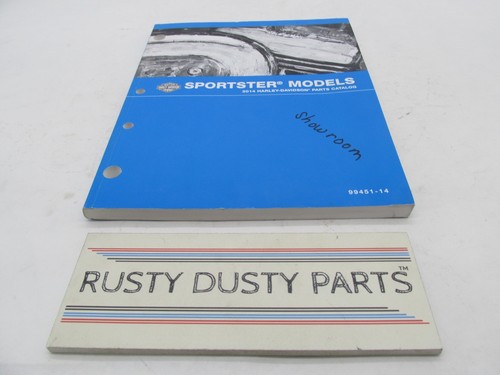 SPORTSTER® MODELS
2014 HARLEY-DAVIDSON® PARTS CATALOG
Showroom
99451-14
RUSTY DUSTY PARTS™